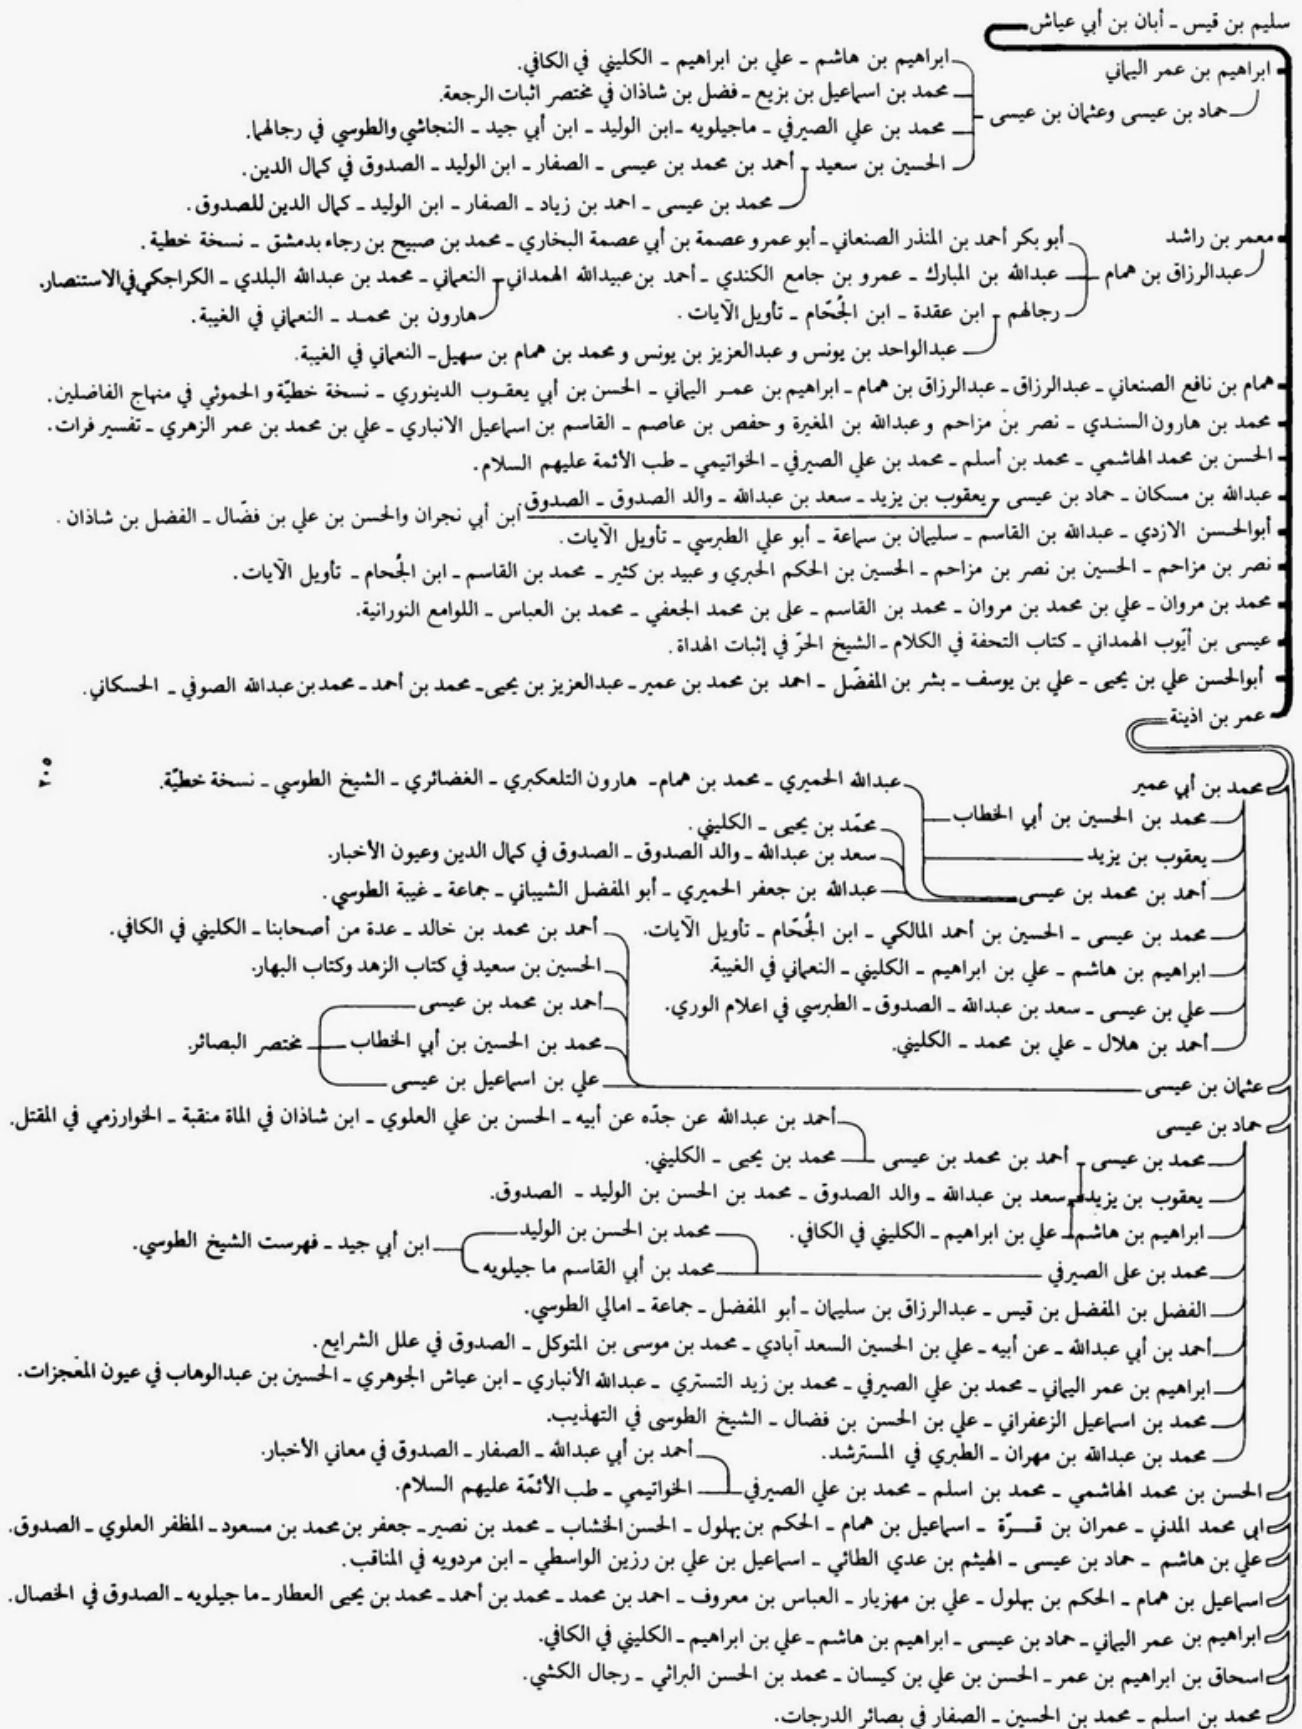 سليم بن قيس ـ أبان بن أبي عياش
ابراهيم بن عمر اليماني
حماد بن عيسى وعثمان بن عيسى
ابراهيم بن هاشم ـ علي بن ابراهيم ـ الكليني في الكافي.
محمد بن اسماعيل بن بزيع ـ فضل بن شاذان في مختصر اثبات الرجعة.
محمد بن علي الصيرفي ـ ماجيلويه ـ ابن الوليد ـ ابن أبي جيد ـ النجاشي والطوسي في رجالهما.
الحسين بن سعيد ـ أحمد بن محمد بن عيسى ـ الصفار ـ ابن الوليد ـ الصدوق في كمال الدين.
محمد بن عيسى ـ احمد بن زياد ـ الصفار ـ ابن الوليد ـ كمال الدين للصدوق.
معمر بن راشد
عبدالرزاق بن همام
أبو بكر أحمد بن المنذر الصنعاني ـ أبو عمرو عصمة بن أبي عصمة البخاري ـ محمد بن صبيح بن رجاء بدمشق ـ نسخة خطية.
عبدالله بن المبارك ـ عمرو بن جامع الكندي ـ أحمد بن عبيدالله الهمداني ـ النعماني ـ محمد بن عبدالله البلدي ـ الكراجكي في الاستنصار.
هارون بن محمد ـ النعماني في الغيبة.
رجالهم ـ ابن عقدة ـ ابن الجُحّام ـ تأويل الآيات.
عبدالواحد بن يونس و عبدالعزيز بن يونس و محمد بن همام بن سهيل ـ النعماني في الغيبة.
همام بن نافع الصنعاني ـ عبدالرزاق ـ عبدالرزاق بن همام ـ ابراهيم بن عمر اليماني ـ الحسن بن أبي يعقوب الدينوري ـ نسخة خطيّة و الحموئي في منهاج الفاضلين.
محمد بن هارون السندي ـ نصر بن مزاحم و عبدالله بن المغيرة و حفص بن عاصم ـ القاسم بن اسماعيل الانباري ـ علي بن محمد بن عمر الزهري ـ تفسير فرات.
الحسن بن محمد الهاشمي ـ محمد بن أسلم ـ محمد بن علي الصيرفي ـ الخواتيمي ـ طب الأئمة عليهم السلام.
عبدالله بن مسكان ـ حماد بن عيسى ـ يعقوب بن يزيد ـ سعد بن عبدالله ـ والد الصدوق ـ الصدوق
ابن أبي نجران والحسن بن علي بن فضّال ـ الفضل بن شاذان.
أبوالحسن الازدي ـ عبدالله بن القاسم ـ سليمان بن سماعة ـ أبو علي الطبرسي ـ تأويل الآيات.
نصر بن مزاحم ـ الحسين بن نصر بن مزاحم ـ الحسين بن الحكم الحبري و عبيد بن كثير ـ محمد بن القاسم ـ ابن الجُحام ـ تأويل الآيات.
محمد بن مروان ـ علي بن محمد بن مروان ـ محمد بن القاسم ـ على بن محمد الجعفي ـ محمد بن العباس ـ اللوامع النورانية.
عيسى بن أيّوب الهمداني ـ كتاب التحفة في الكلام ـ الشيخ الحرّ في إثبات الهداة.
أبوالحسن علي بن يحيى ـ علي بن يوسف ـ بشر بن المفضّل ـ احمد بن محمد بن عمير ـ عبدالعزيز بن يحيى ـ محمد بن أحمد ـ محمد بن عبدالله الصوفي ـ الحسكاني.
عمر بن اذينة
٢٠٥
محمد بن أبي عمير
عبدالله الحميري ـ محمد بن همام ـ هارون التلعكبري ـ الغضائري ـ الشيخ الطوسي ـ نسخة خطيّة.
محمد بن الحسين بن أبي الخطاب
محمّد بن يحيى ـ الكليني.
يعقوب بن يزيد
سعد بن عبدالله ـ والد الصدوق ـ الصدوق في كمال الدين وعيون الأخبار.
أحمد بن محمد بن عيسى
عبدالله بن جعفر الحميري ـ أبو المفضل الشيباني ـ جماعة ـ غيبة الطوسي.
محمد بن عيسى ـ الحسين بن أحمد المالكي ـ ابن الجُحّام ـ تأويل الآيات.
أحمد بن محمد بن خالد ـ عدة من أصحابنا ـ الكليني في الكافي.
ابراهيم بن هاشم ـ علي بن ابراهيم ـ الكليني ـ النعماني في الغيبة
الحسين بن سعيد في كتاب الزهد وكتاب البهار.
علي بن عيسى ـ سعد بن عبدالله ـ الصدوق ـ الطبرسي في اعلام الوري.
أحمد بن محمد بن عيسى
أحمد بن هلال ـ علي بن محمد ـ الكليني.
محمد بن الحسين بن أبي الخطاب
مختصر البصائر.
عثمان بن عيسى
علي بن اسماعيل بن عيسى
حماد بن عيسى
أحمد بن عبدالله عن جدّه عن أبيه ـ الحسن بن علي العلوي ـ ابن شاذان في الماة منقبة ـ الخوارزمي في المقتل.
محمد بن عيسى ـ أحمد بن محمد بن عيسى
محمد بن يحيى ـ الكليني.
يعقوب بن يزيد
سعد بن عبدالله ـ والد الصدوق ـ محمد بن الحسن بن الوليد ـ الصدوق.
ابراهيم بن هاشم
علي بن ابراهيم ـ الكليني في الكافي.
محمد بن الحسن بن الوليد
ابن أبي جيد ـ فهرست الشيخ الطوسي.
محمد بن على الصيرفي
محمد بن أبي القاسم ما جيلويه
الفضل بن المفضل بن قيس ـ عبدالرزاق بن سليمان ـ أبو المفضل ـ جماعة ـ امالي الطوسي.
أحمد بن أبي عبدالله ـ عن أبيه ـ علي بن الحسين السعد آبادي ـ محمد بن موسى بن المتوكل ـ الصدوق في علل الشرايع.
ابراهيم بن عمر اليماني ـ محمد بن علي الصيرفي ـ محمد بن زيد التستري ـ عبدالله الأنباري ـ ابن عياش الجوهري ـ الحسين بن عبدالوهاب في عيون المعجزات.
محمد بن اسماعيل الزعفراني ـ علي بن الحسن بن فضال ـ الشيخ الطوسى في التهذيب.
محمد بن عبدالله بن مهران ـ الطبري في المسترشد.
أحمد بن أبي عبدالله ـ الصفار ـ الصدوق في معاني الأخبار.
الحسن بن محمد الهاشمي ـ محمد بن اسلم ـ محمد بن علي الصيرفي
الخواتيمي ـ طب الأئمّة عليهم السلام.
ابي محمد المدني ـ عمران بن قرّة ـ اسماعيل بن همام ـ الحكم بن بهلول ـ الحسن الخشاب ـ محمد بن نصير ـ جعفر بن محمد بن مسعود ـ المظفر العلوي ـ الصدوق.
علي بن هاشم ـ حماد بن عيسى ـ الهيثم بن عدي الطائي ـ اسماعيل بن علي بن رزين الواسطي ـ ابن مردويه في المناقب.
اسماعيل بن همام ـ الحكم بن بهلول ـ علي بن مهزيار ـ العباس بن معروف ـ احمد بن محمد ـ محمد بن أحمد ـ محمد بن يحيى العطار ـ ما جيلويه ـ الصدوق في الخصال.
ابراهيم بن عمر اليماني ـ حماد بن عيسى ـ ابراهيم بن هاشم ـ علي بن ابراهيم ـ الكليني في الكافي.
اسحاق بن ابراهيم بن عمر ـ الحسن بن علي بن كيسان ـ محمد بن الحسن البراثي ـ رجال الكشي.
محمد بن اسلم ـ محمد بن الحسين ـ الصفار في بصائر الدرجات.